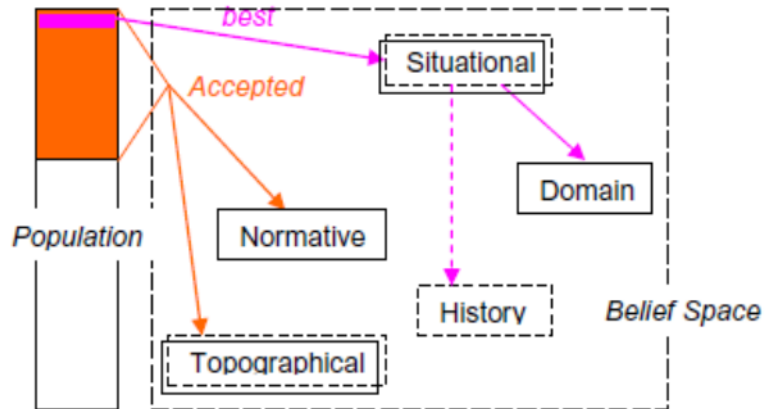 best
Situational
Accepted
Domain
Population
Normative
History
Belief Space
Topographical